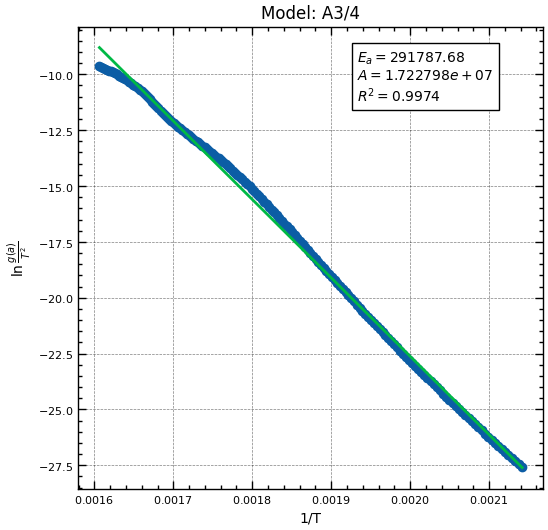 Model: A3/4
E_a = 291787.68
A = 1.722798e + 07
R^2 = 0.9974
ln g(a)/T^2
−10.0
−12.5
−15.0
−17.5
−20.0
−22.5
−25.0
−27.5
0.0016 0.0017 0.0018 0.0019 0.0020 0.0021
1/T